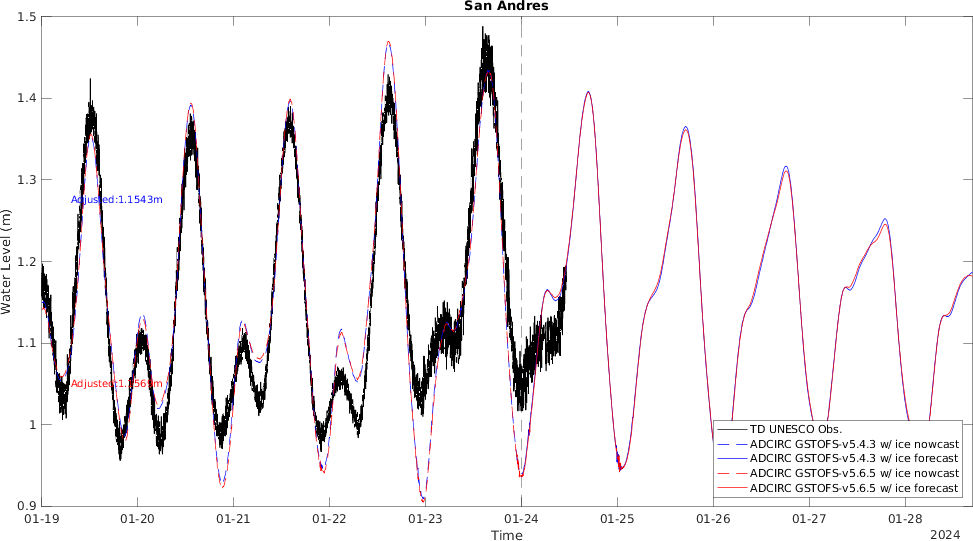 San Andres
1.5
1.4
1.3
1.2
1.1
1
0.9
Water Level (m)
Adjusted:1.1543m
TD UNESCO Obs.
ADCIRC GSTOFS-v5.4.3 w/ ice nowcast
ADCIRC GSTOFS-v5.4.3 w/ ice forecast
ADCIRC GSTOFS-v5.6.5 w/ ice nowcast
ADCIRC GSTOFS-v5.6.5 w/ ice forecast
01-19 01-20 01-21 01-22 01-23 01-24 01-25 01-26 01-27 01-28
Time
2024